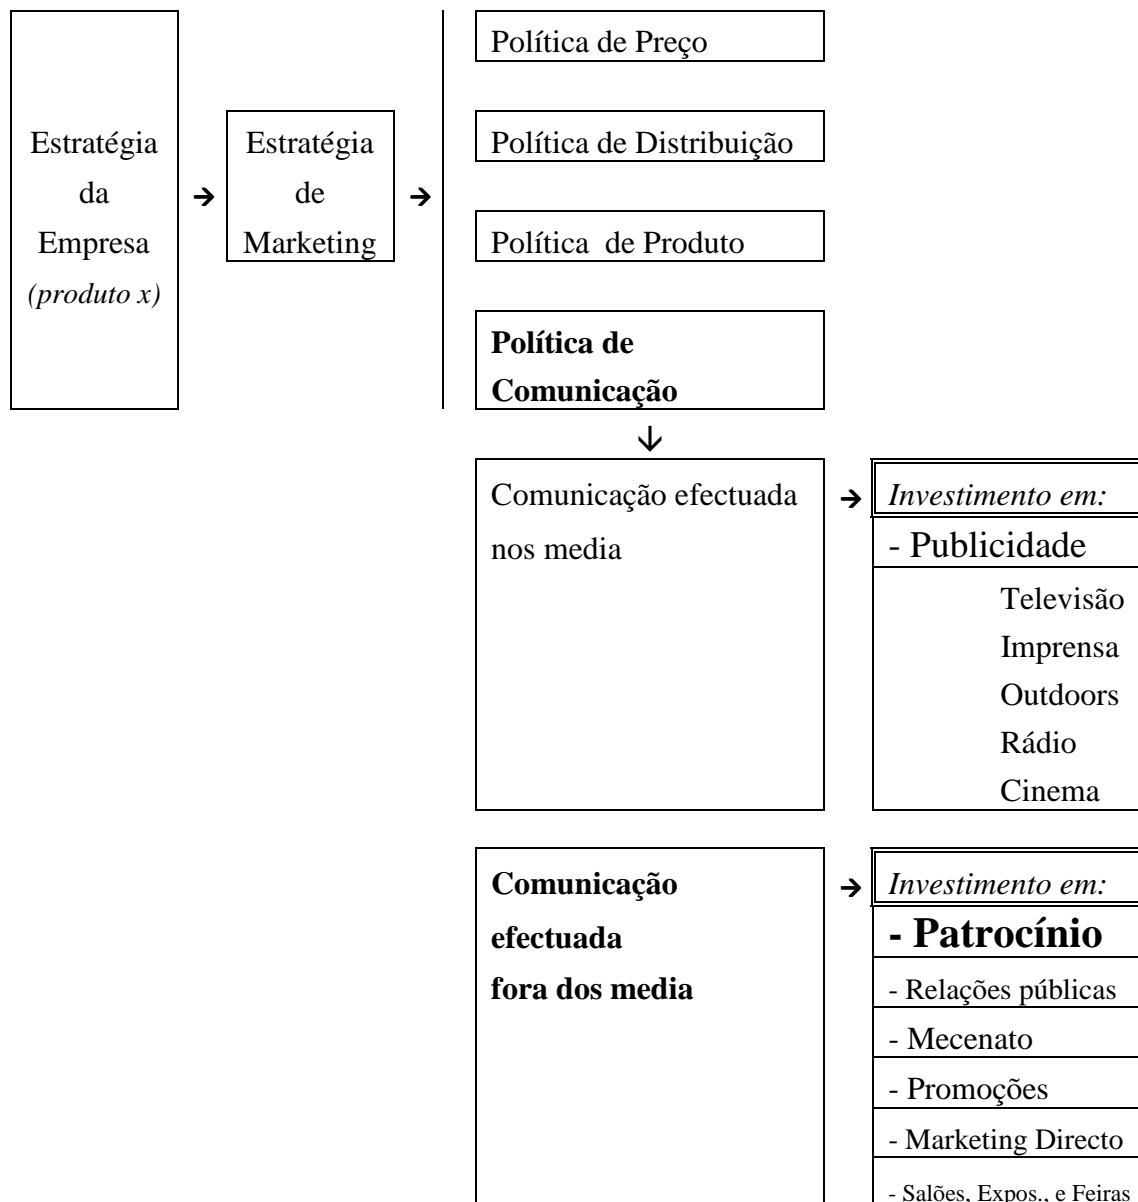 Política de Preço
Estratégia
da
Empresa
(produto x)
→
Estratégia
de
Marketing
→
Política de Distribuição
Política de Produto
Política de
Comunicação
↓
Comunicação efectuada
nos media
→
Investimento em:
- Publicidade
Televisão
Imprensa
Outdoors
Rádio
Cinema
Comunicação
efectuada
fora dos media
→
Investimento em:
- Patrocínio
- Relações públicas
- Mecenato
- Promoções
- Marketing Directo
- Salões, Expos., e Feiras